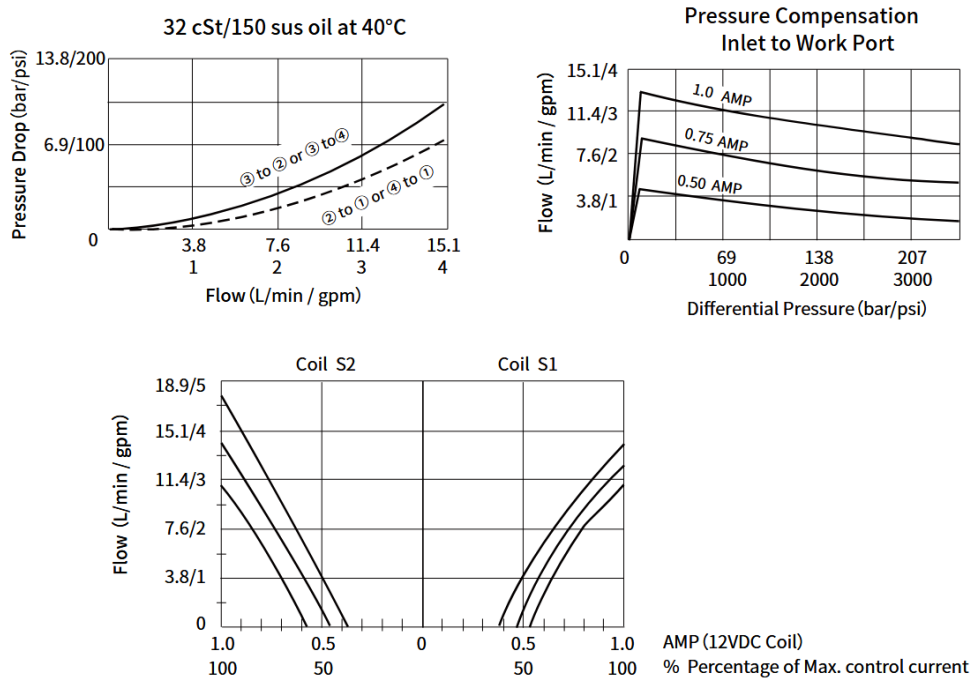 32 cSt/150 sus oil at 40°C
13.8/200
6.9/100
0
Pressure Drop (bar/psi)
③ to ② or ③ to ④
② to ① or ④ to ①
3.8 7.6 11.4 15.1
1 2 3 4
Flow (L/min / gpm)
Pressure Compensation
Inlet to Work Port
15.1/4
11.4/3
7.6/2
3.8/1
Flow (L/min / gpm)
1.0 AMP
0.75 AMP
0.50 AMP
0 69 138 207
1000 2000 3000
Differential Pressure (bar/psi)
Coil S2 Coil S1
18.9/5
15.1/4
11.4/3
7.6/2
3.8/1
0
Flow (L/min / gpm)
1.0 0.5 0 0.5 1.0 AMP (12VDC Coil)
100 50 50 100 % Percentage of Max. control current